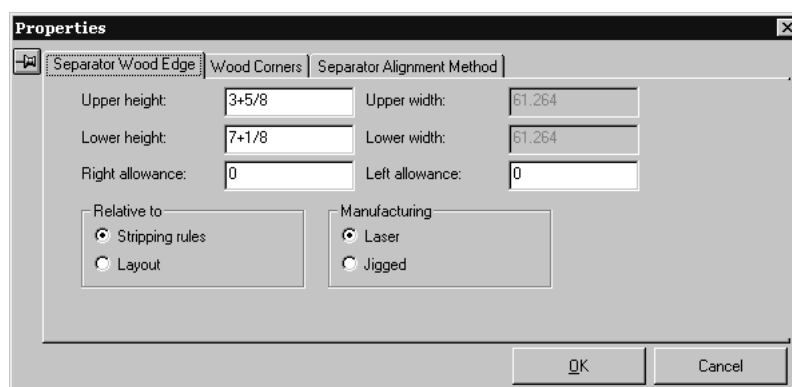 Properties
Separator Wood Edge Wood Corners Separator Alignment Method
Upper height: 3+5/8 Upper width: 61.264
Lower height: 7+1/8 Lower width: 61.264
Right allowance: 0 Left allowance: 0
Relative to Manufacturing
Stripping rules Laser
Layout Jigged
OK Cancel